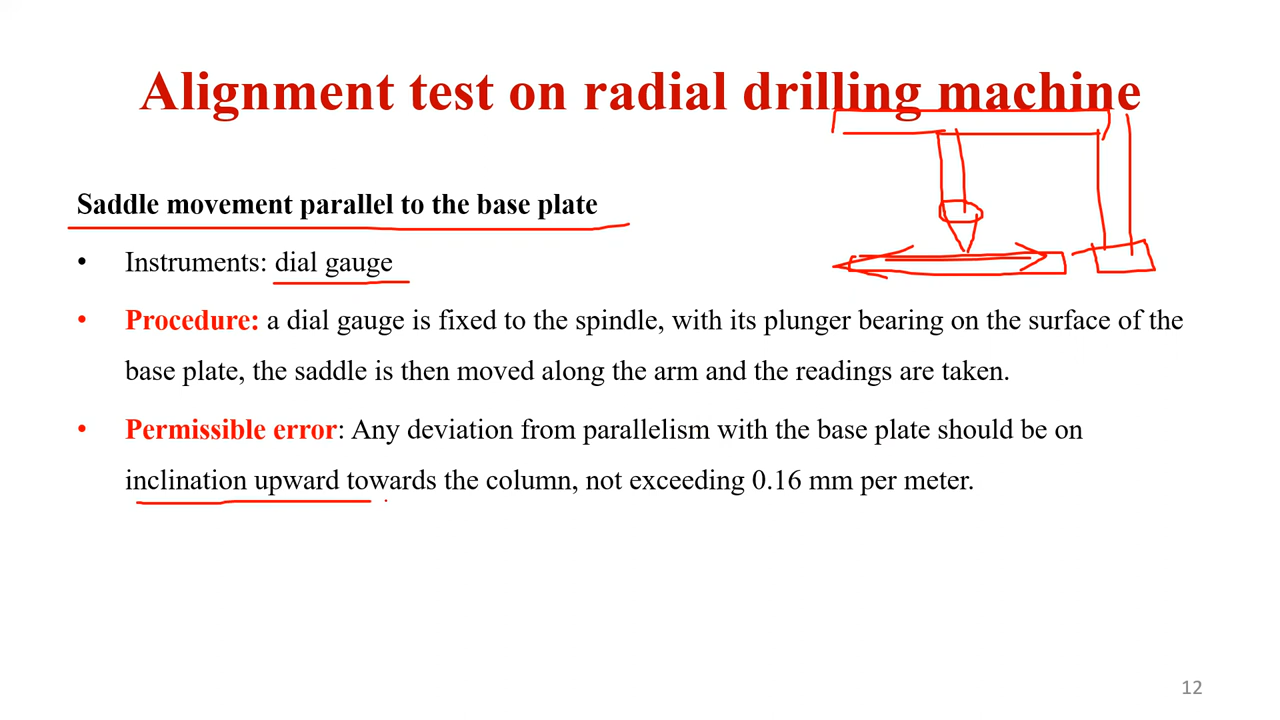 Alignment test on radial drilling machine
Saddle movement parallel to the base plate
• Instruments: dial gauge
• Procedure: a dial gauge is fixed to the spindle, with its plunger bearing on the surface of the
base plate, the saddle is then moved along the arm and the readings are taken.
• Permissible error: Any deviation from parallelism with the base plate should be on
inclination upward towards the column, not exceeding 0.16 mm per meter.
12